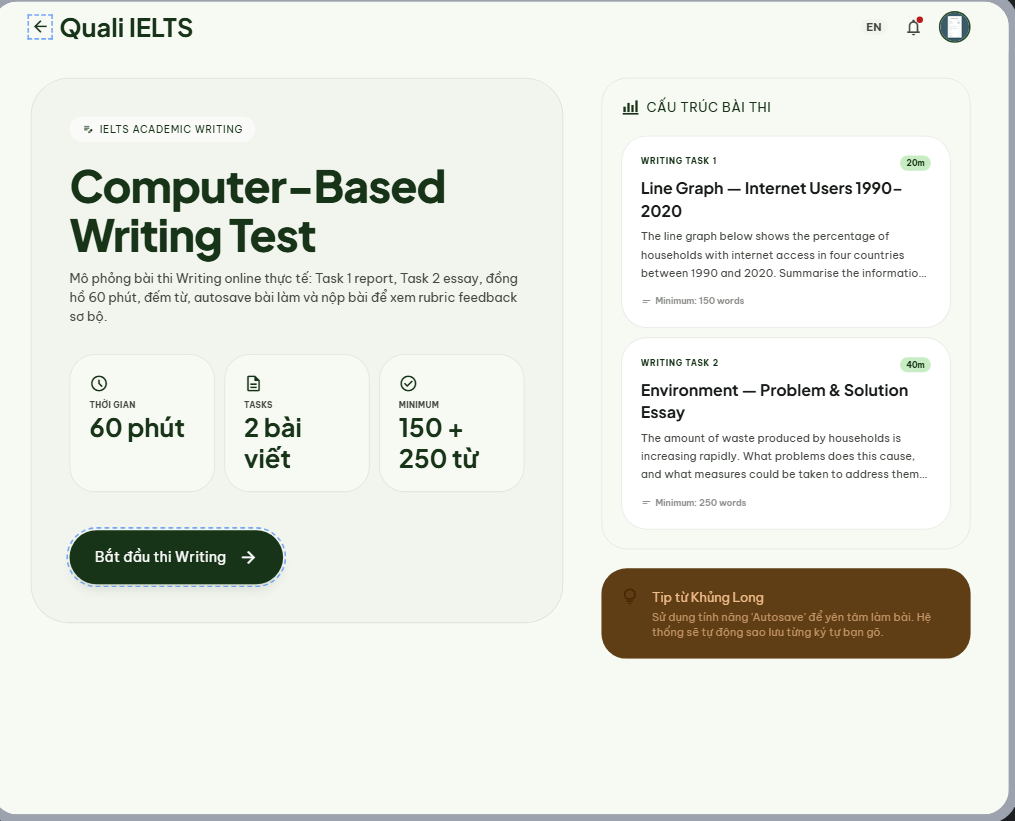 Quali IELTS
EN
IELTS ACADEMIC WRITING
Computer-Based
Writing Test
Mô phỏng bài thi Writing online thực tế: Task 1 report, Task 2 essay, đồng
hồ 60 phút, đếm từ, autosave bài làm và nộp bài để xem rubric feedback
sơ bộ.
THỜI GIAN
60 phút
TASKS
2 bài
viết
MINIMUM
150 +
250 từ
Bắt đầu thi Writing
CẤU TRÚC BÀI THI
WRITING TASK 1
20m
Line Graph — Internet Users 1990–
2020
The line graph below shows the percentage of
households with internet access in four countries
between 1990 and 2020. Summarise the informatio...
Minimum: 150 words
WRITING TASK 2
40m
Environment — Problem & Solution
Essay
The amount of waste produced by households is
increasing rapidly. What problems does this cause,
and what measures could be taken to address them...
Minimum: 250 words
Tip từ Khủng Long
Sử dụng tính năng 'Autosave' để yên tâm làm bài. Hệ
thống sẽ tự động sao lưu từng ký tự bạn gõ.